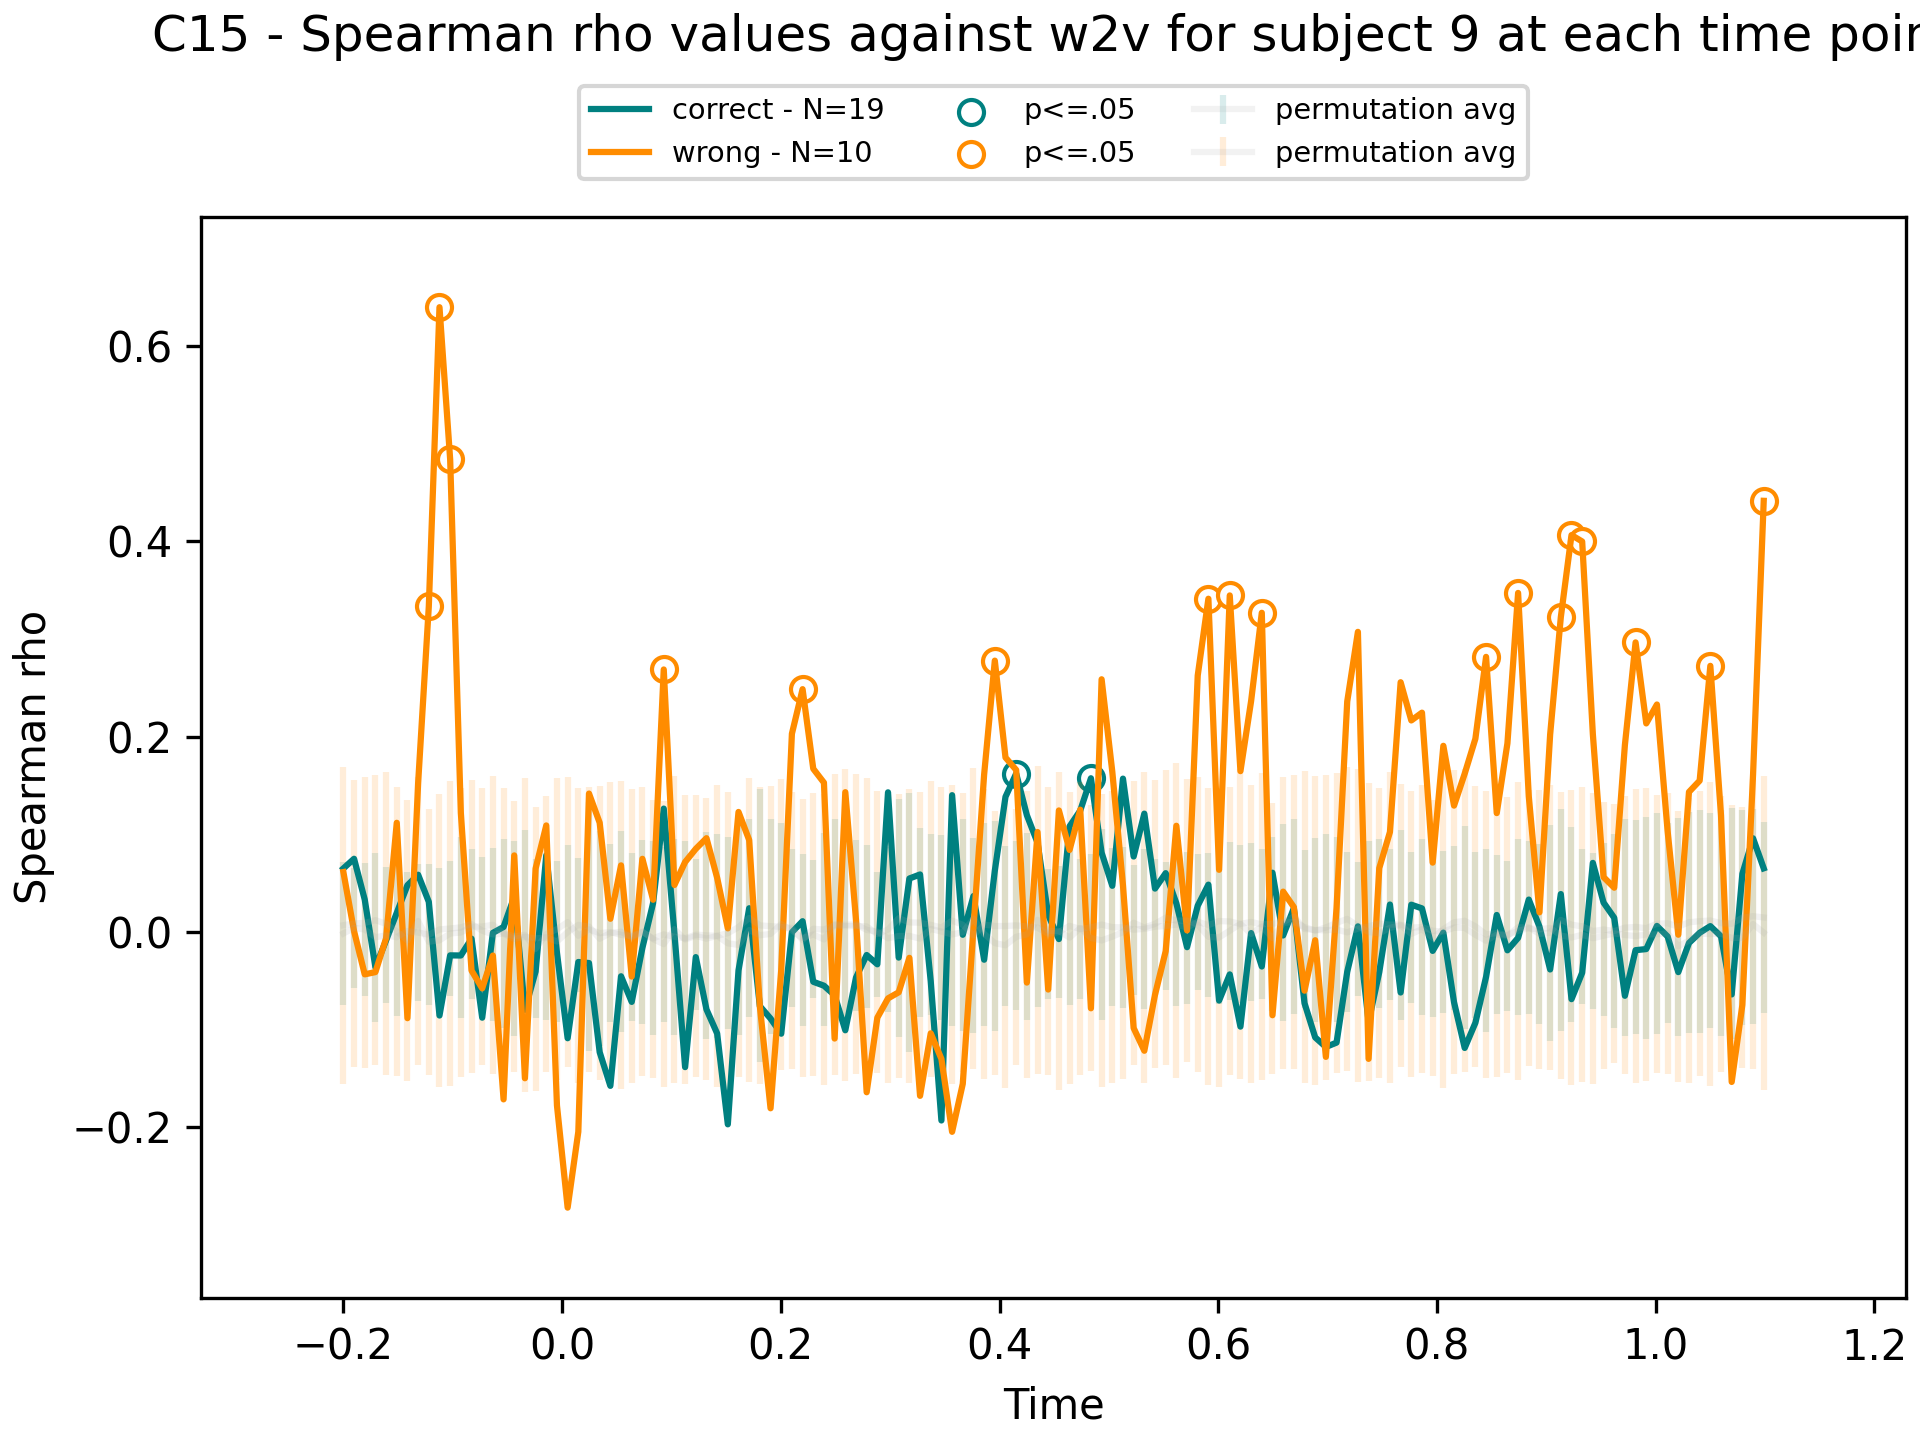 C15 - Spearman rho values against w2v for subject 9 at each time
correct - N=19
wrong - N=10
p<=.05
p<=.05
permutation avg
permutation avg
Spearman rho
0.6
0.4
0.2
0.0
−0.2
−0.2
0.0
0.2
0.4
0.6
0.8
1.0
1.2
Time